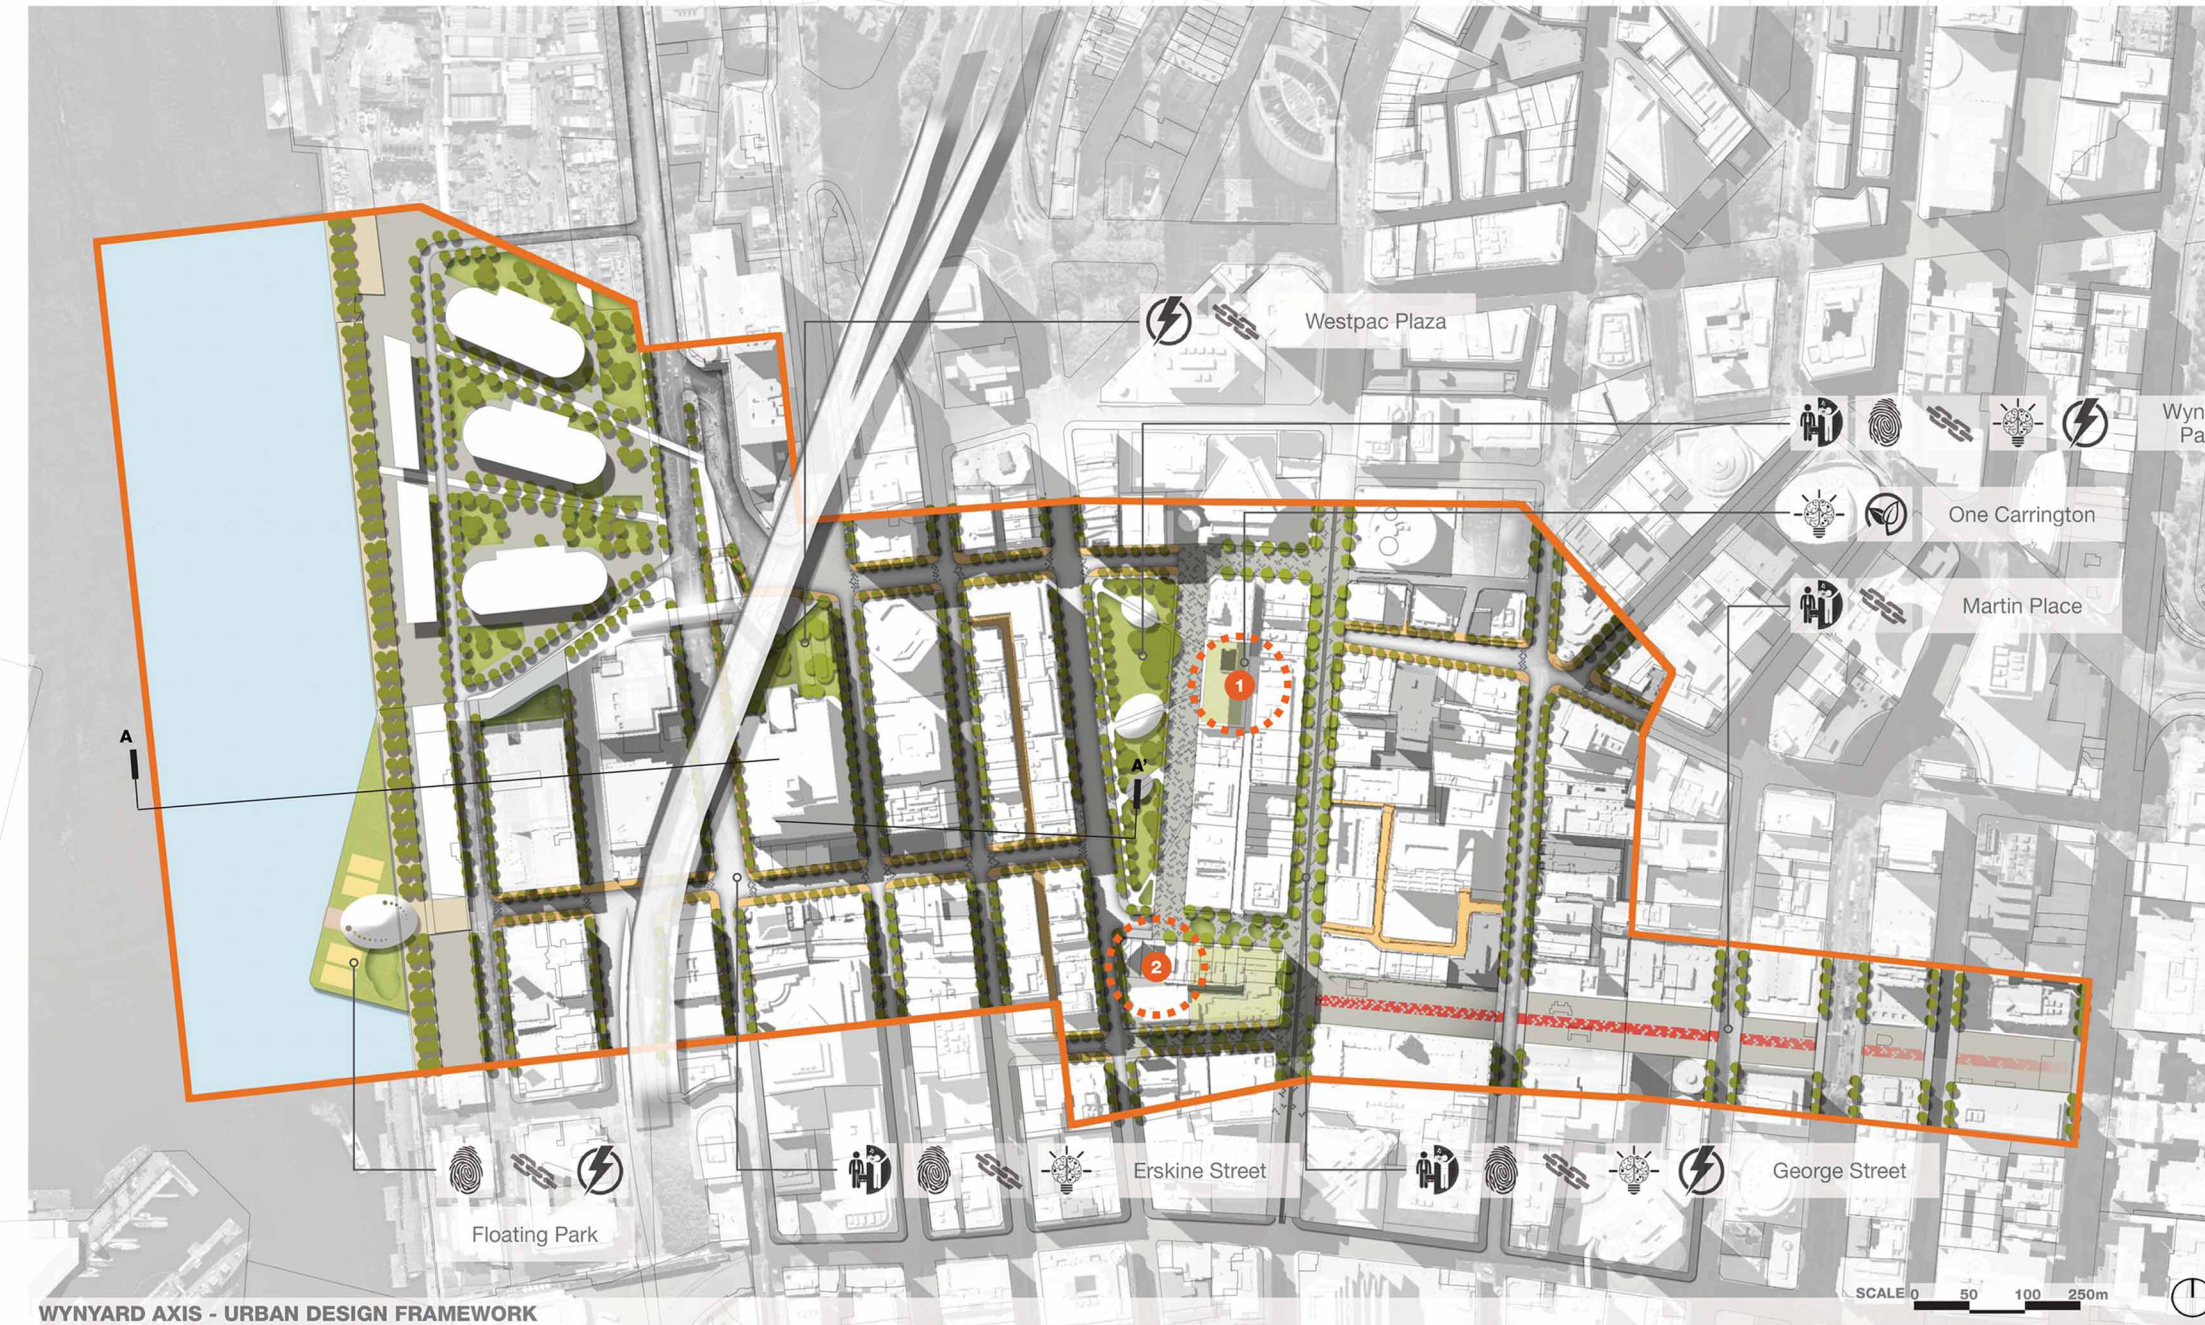 Westpac Plaza
Wyn
Pa
One Carrington
Martin Place
1
A
A'
2
Erskine Street
George Street
Floating Park
SCALE 0 50 100 250m
WYNYARD AXIS - URBAN DESIGN FRAMEWORK